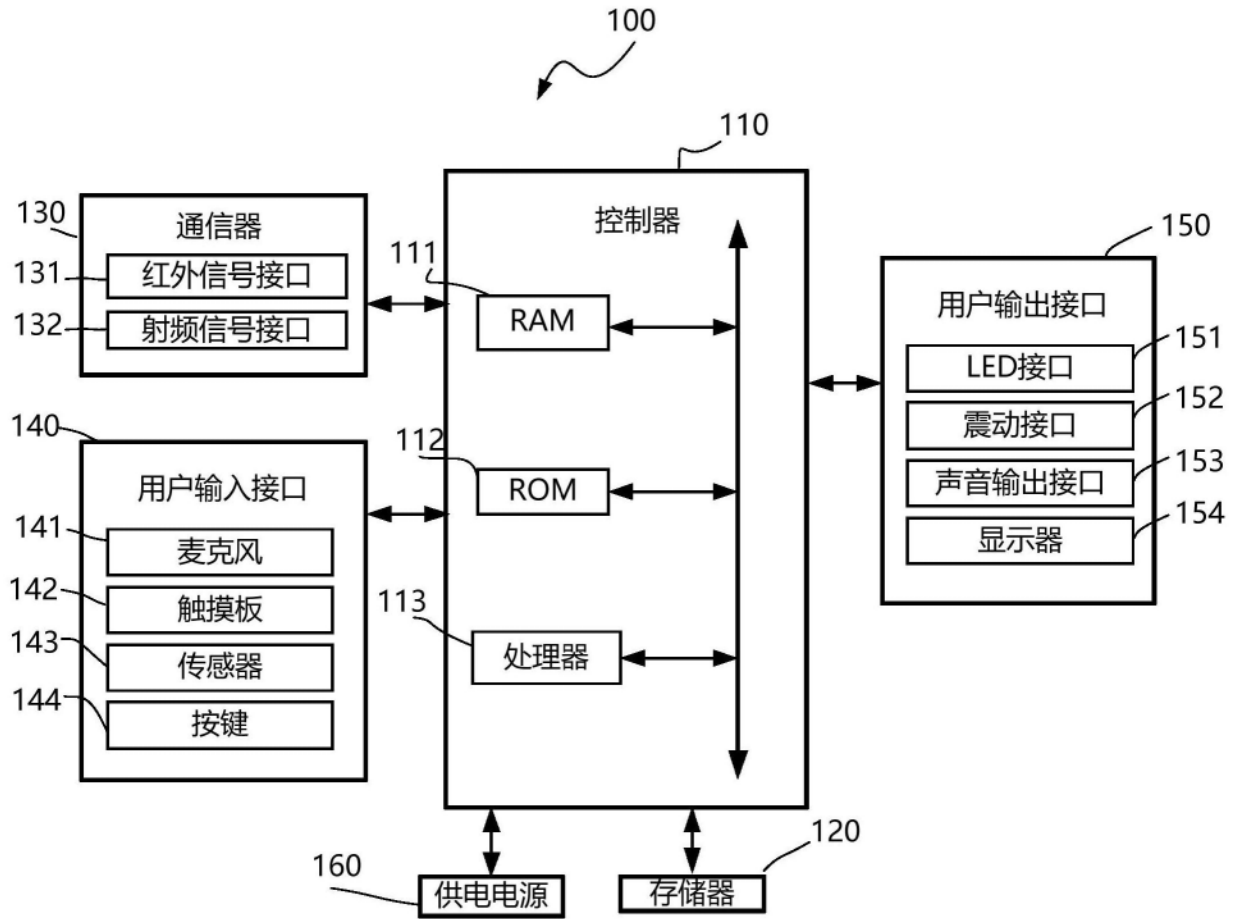 100
110
控制器
111
RAM
112
ROM
113
处理器
130
通信器
131
红外信号接口
132
射频信号接口
140
用户输入接口
141
麦克风
142
触摸板
143
传感器
144
按键
150
用户输出接口
151
LED接口
152
震动接口
153
声音输出接口
154
显示器
160
供电电源
120
存储器